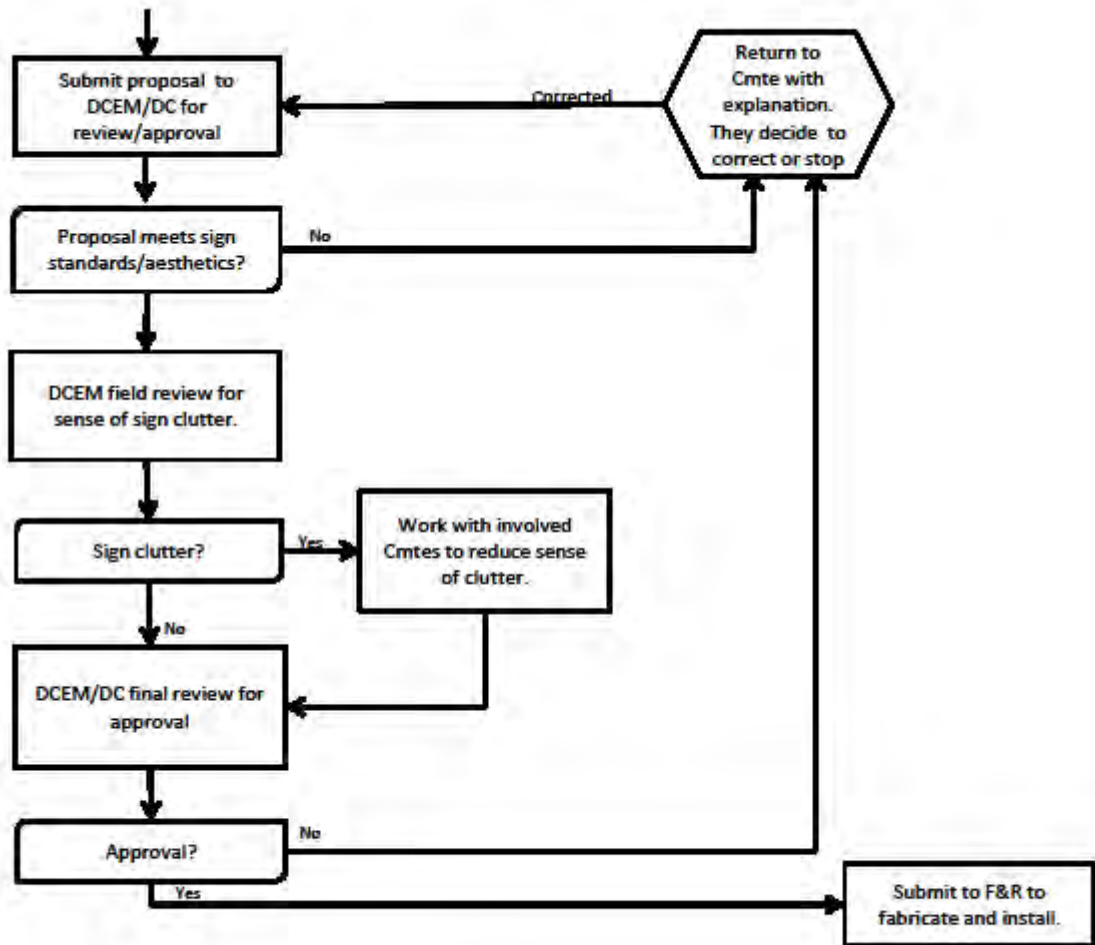 Submit proposal to
DCEM/DC for
review/approval
Return to
Cmte with
explanation.
They decide to
correct or stop
Corrected
Proposal meets sign
standards/aesthetics?
No
DCEM field review for
sense of sign clutter.
Sign clutter?
Yes
Work with involved
Cmtes to reduce sense
of clutter.
No
DCEM/DC final review for
approval
Approval?
No
Yes
Submit to F&R to
fabricate and install.